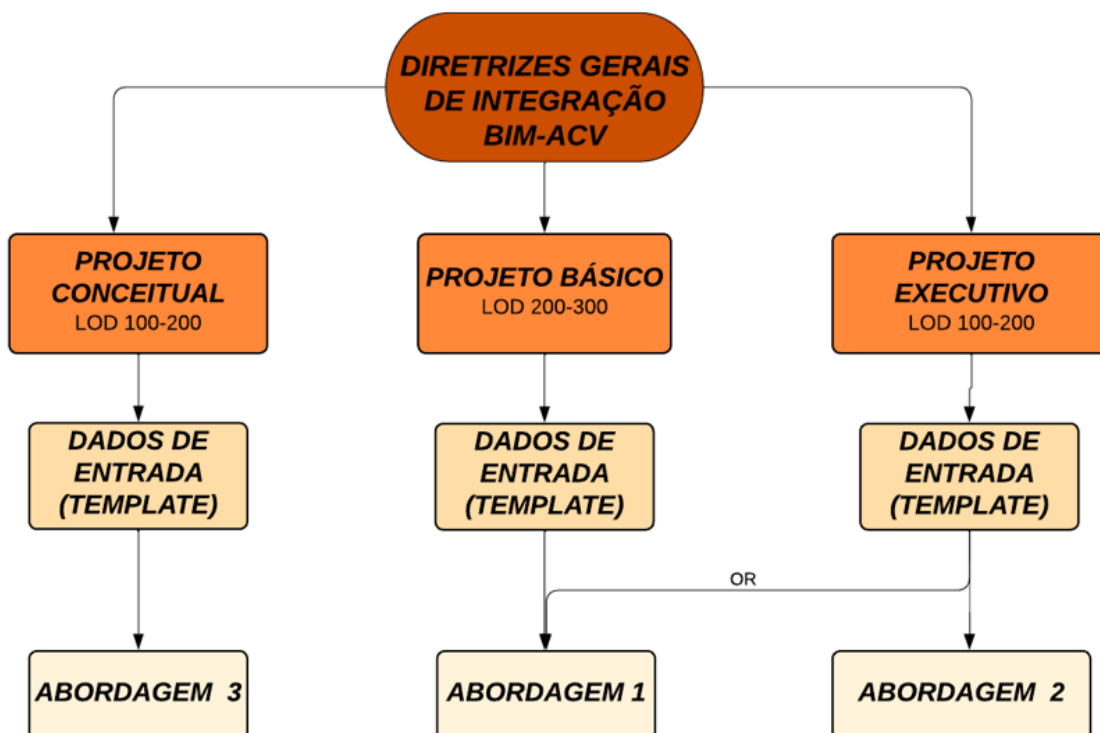 DIRETRIZES GERAIS
DE INTEGRAÇÃO
BIM-ACV
PROJETO
CONCEITUAL
LOD 100-200
PROJETO BÁSICO
LOD 200-300
PROJETO
EXECUTIVO
LOD 100-200
DADOS DE
ENTRADA
(TEMPLATE)
DADOS DE
ENTRADA
(TEMPLATE)
DADOS DE
ENTRADA
(TEMPLATE)
OR
ABORDAGEM 3
ABORDAGEM 1
ABORDAGEM 2